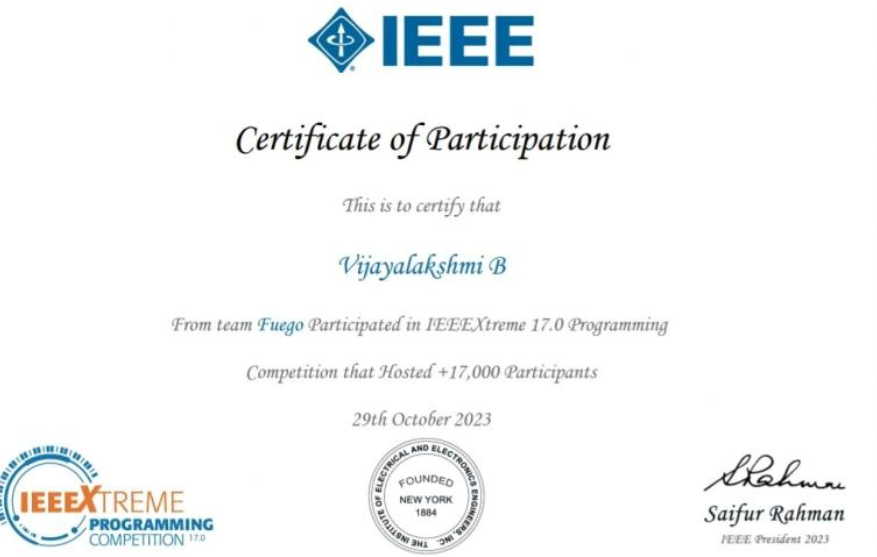 IEEE
Certificate of Participation
This is to certify that
Vijayalakshmi B
From team Fuego Participated in IEEEXtreme 17.0 Programming
Competition that Hosted +17,000 Participants
29th October 2023
IEEEXTREME
PROGRAMMING
COMPETITION 17.0
THE INSTITUTE OF ELECTRICAL AND ELECTRONICS ENGINEERS, INC.
FOUNDED
NEW YORK
1884
SRahman
Saifur Rahman
IEEE President 2023